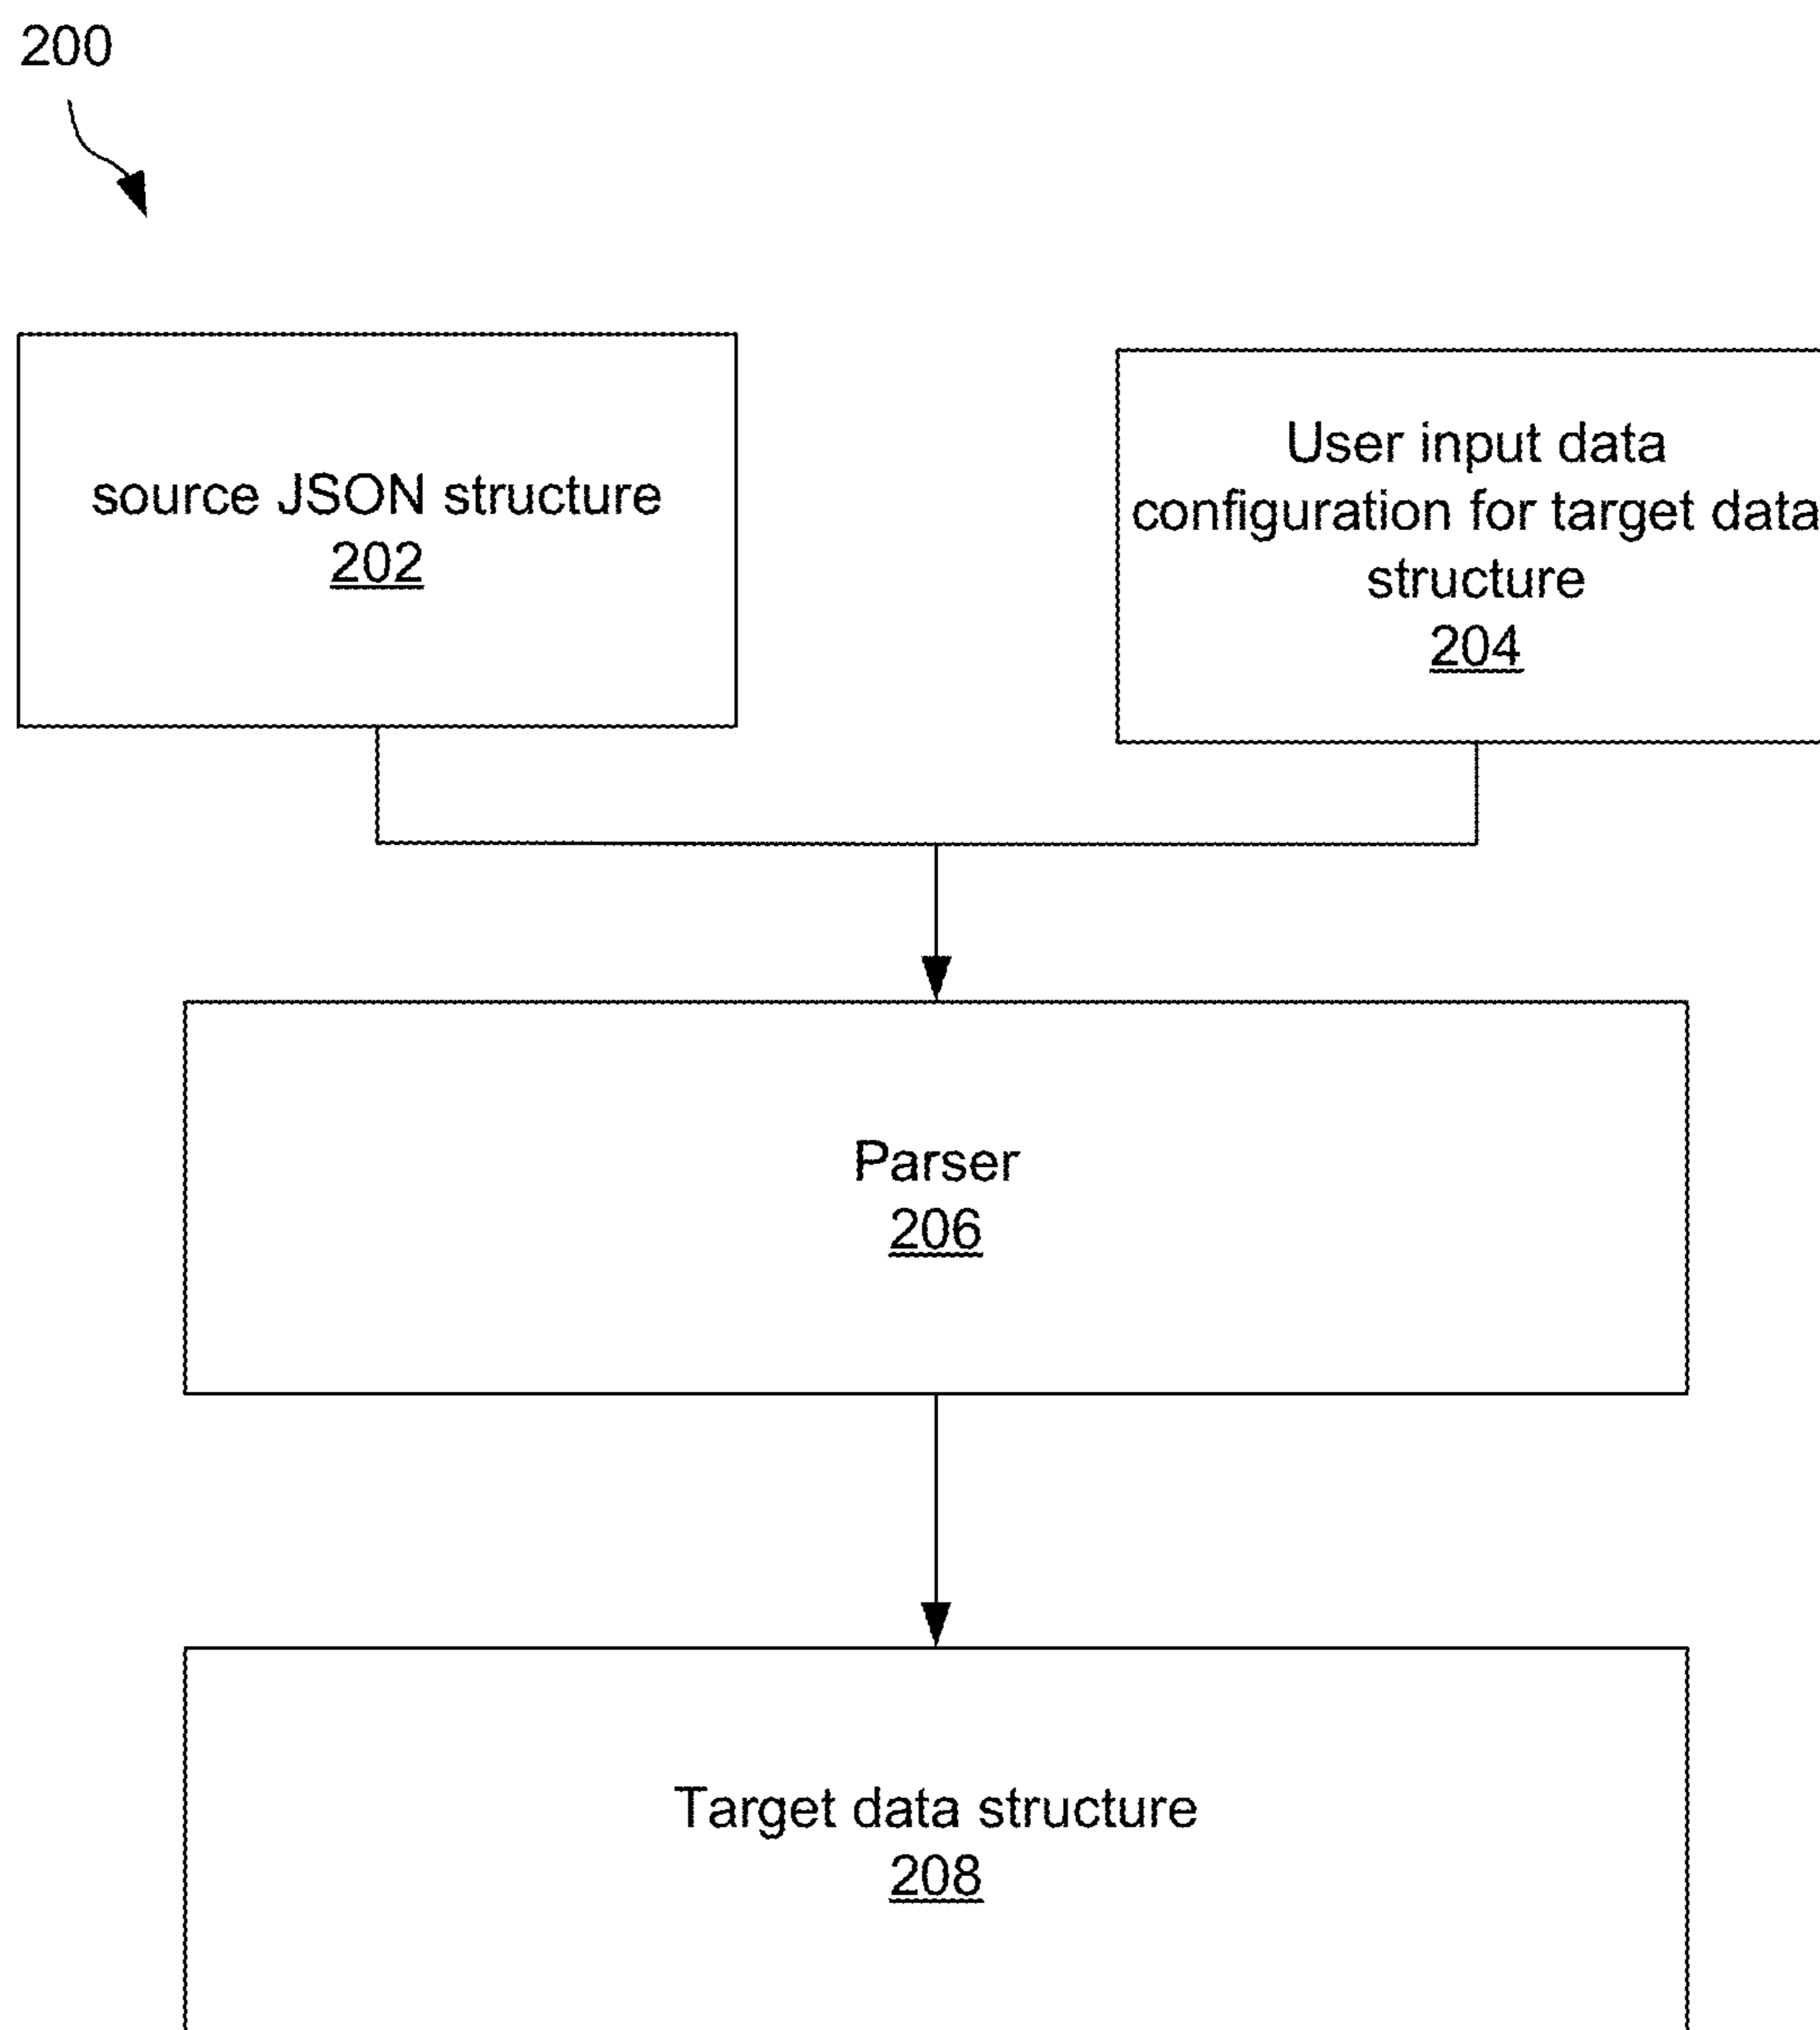 200
source JSON structure
202
User input data
configuration for target data
structure
204
Parser
206
Target data structure
208